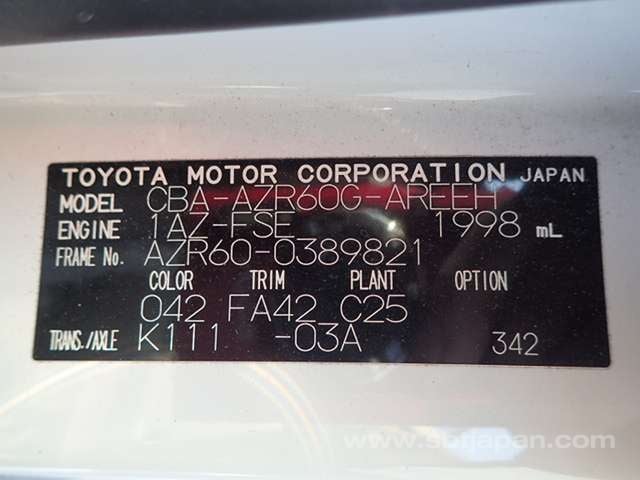 TOYOTA MOTOR CORPORATION JAPAN
MODEL CBA-AZR60G-AREEH
ENGINE 1AZ-FSE 1998 mL
FRAME No. AZR60-0389821
COLOR TRIM PLANT OPTION
042 FA42 C25
TRANS./AXLE K111 -03A 342
www.sbtjapan.com